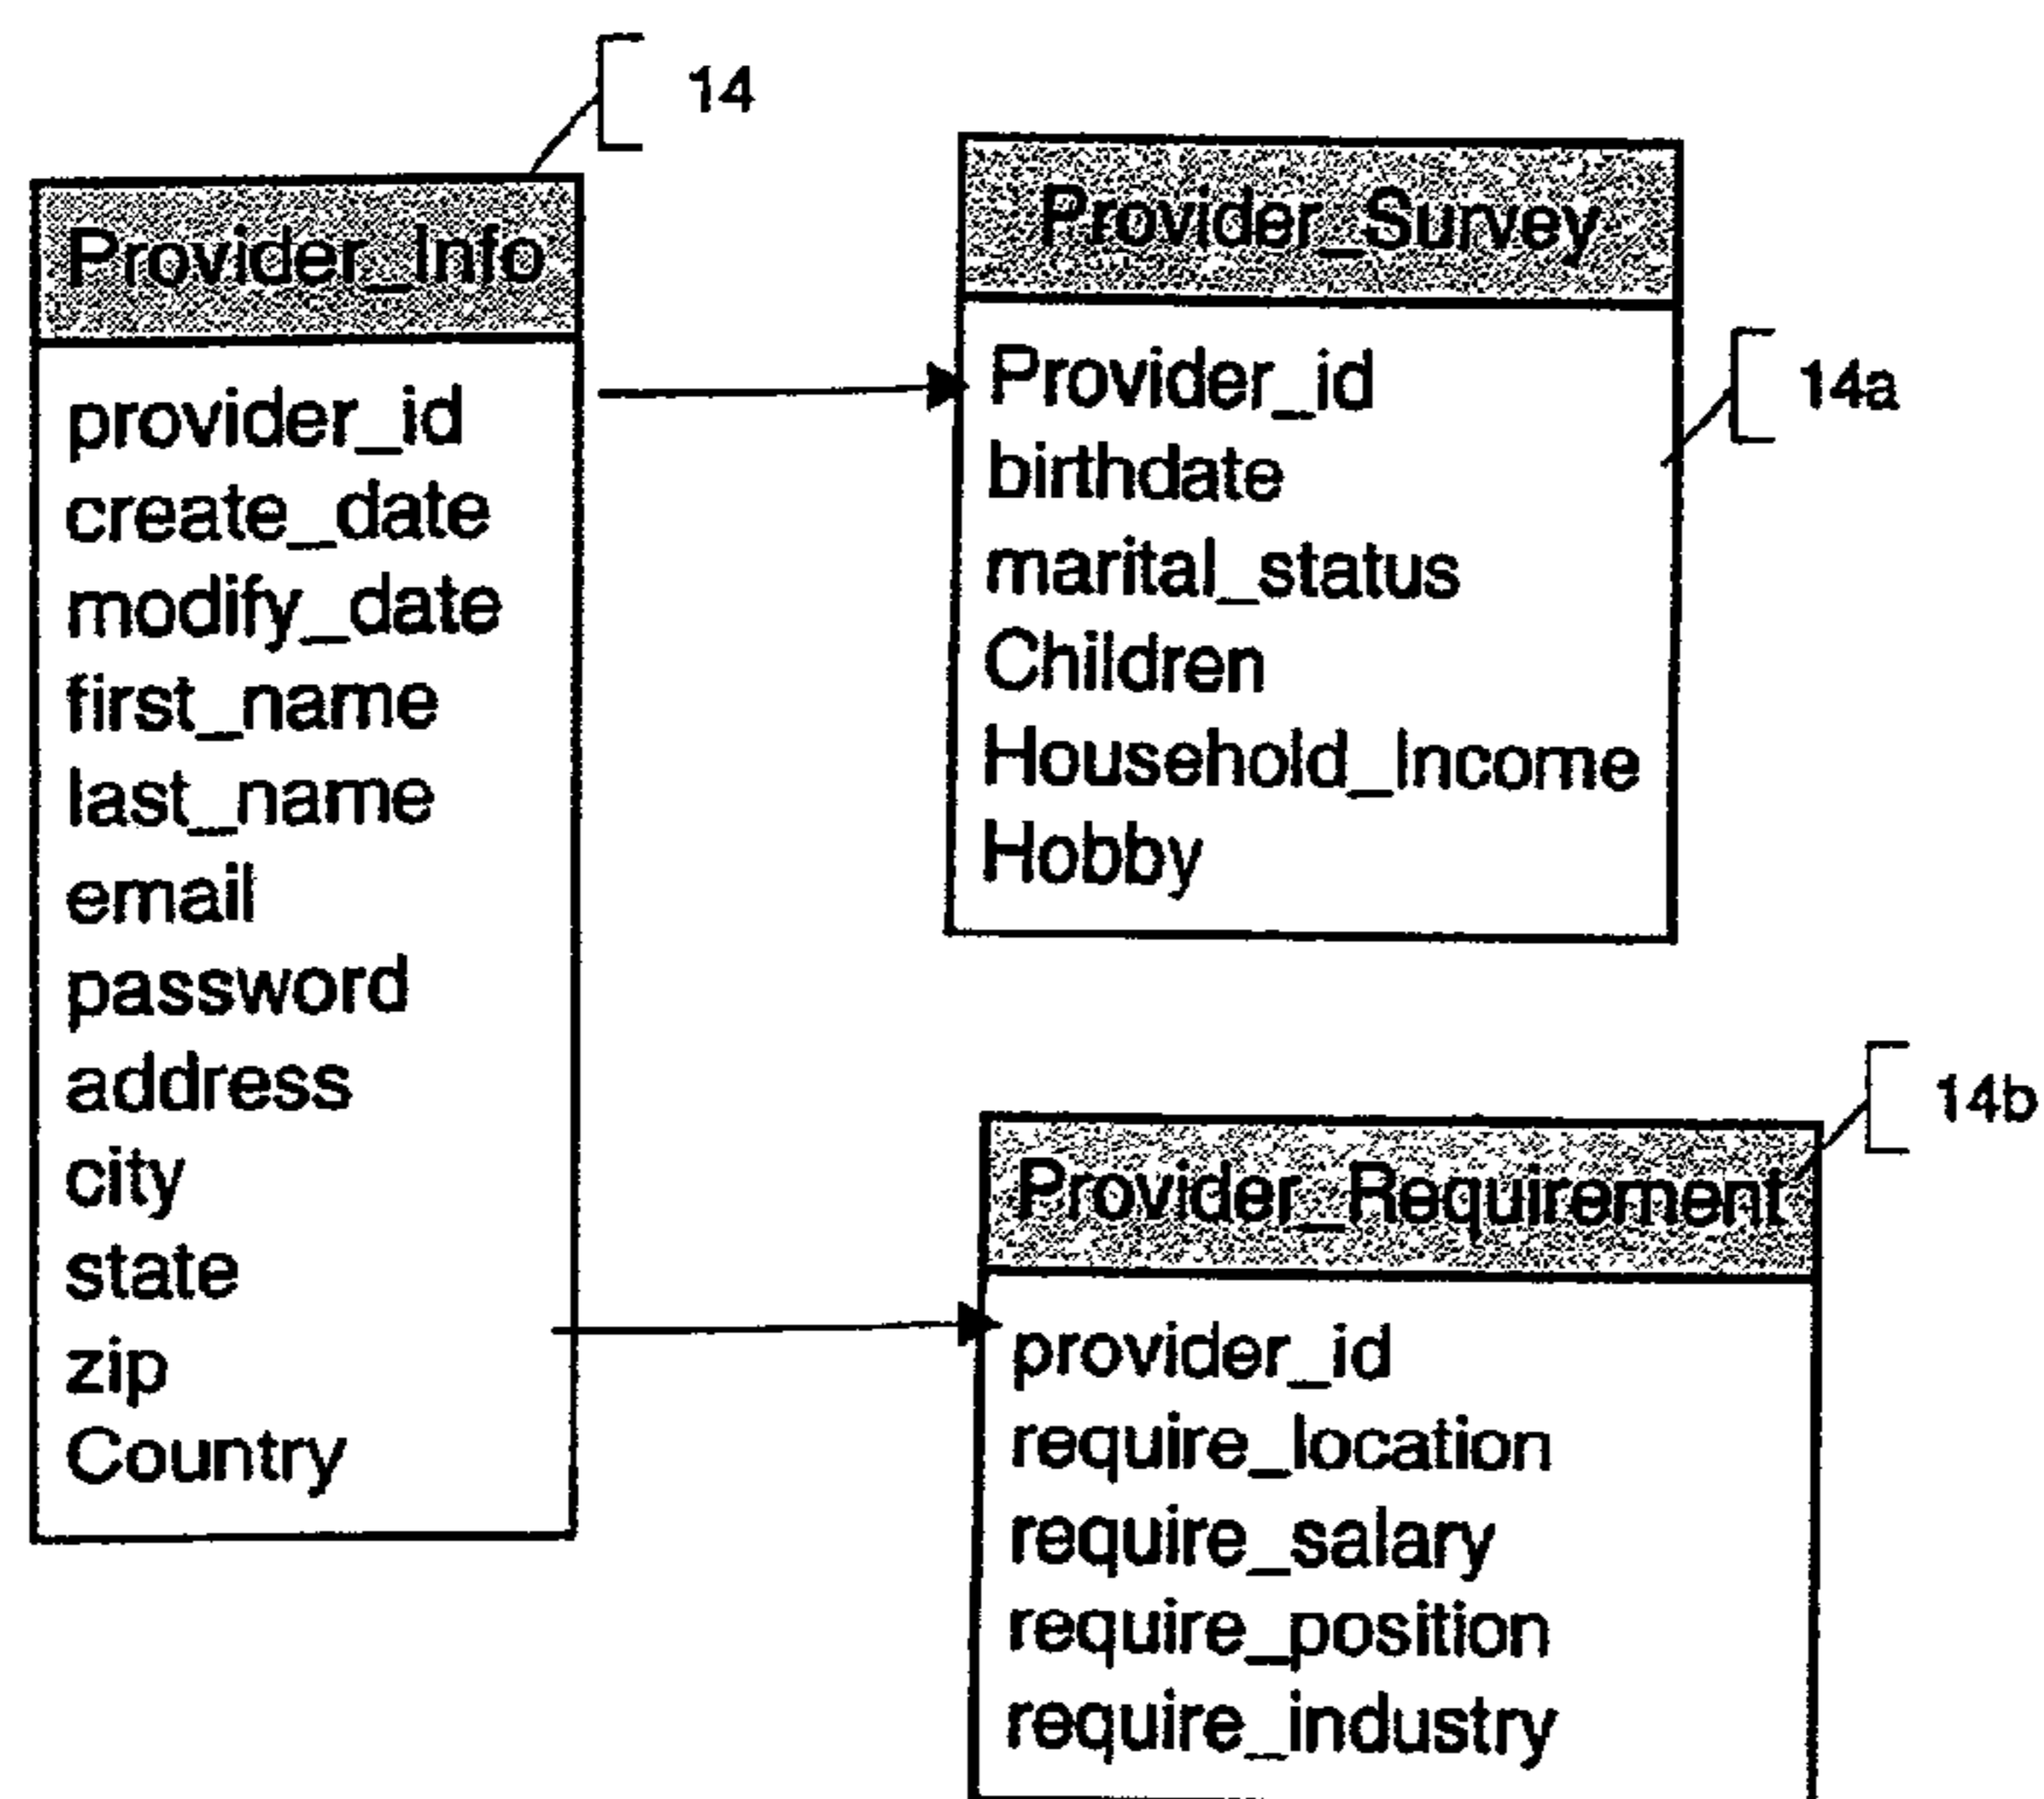 14
Provider_Info
provider_id
create_date
modify_date
first_name
last_name
email
password
address
city
state
zip
Country
Provider_Survey
14a
Provider_id
birthdate
marital_status
Children
Household_Income
Hobby
14b
Provider_Requirement
provider_id
require_location
require_salary
require_position
require_industry